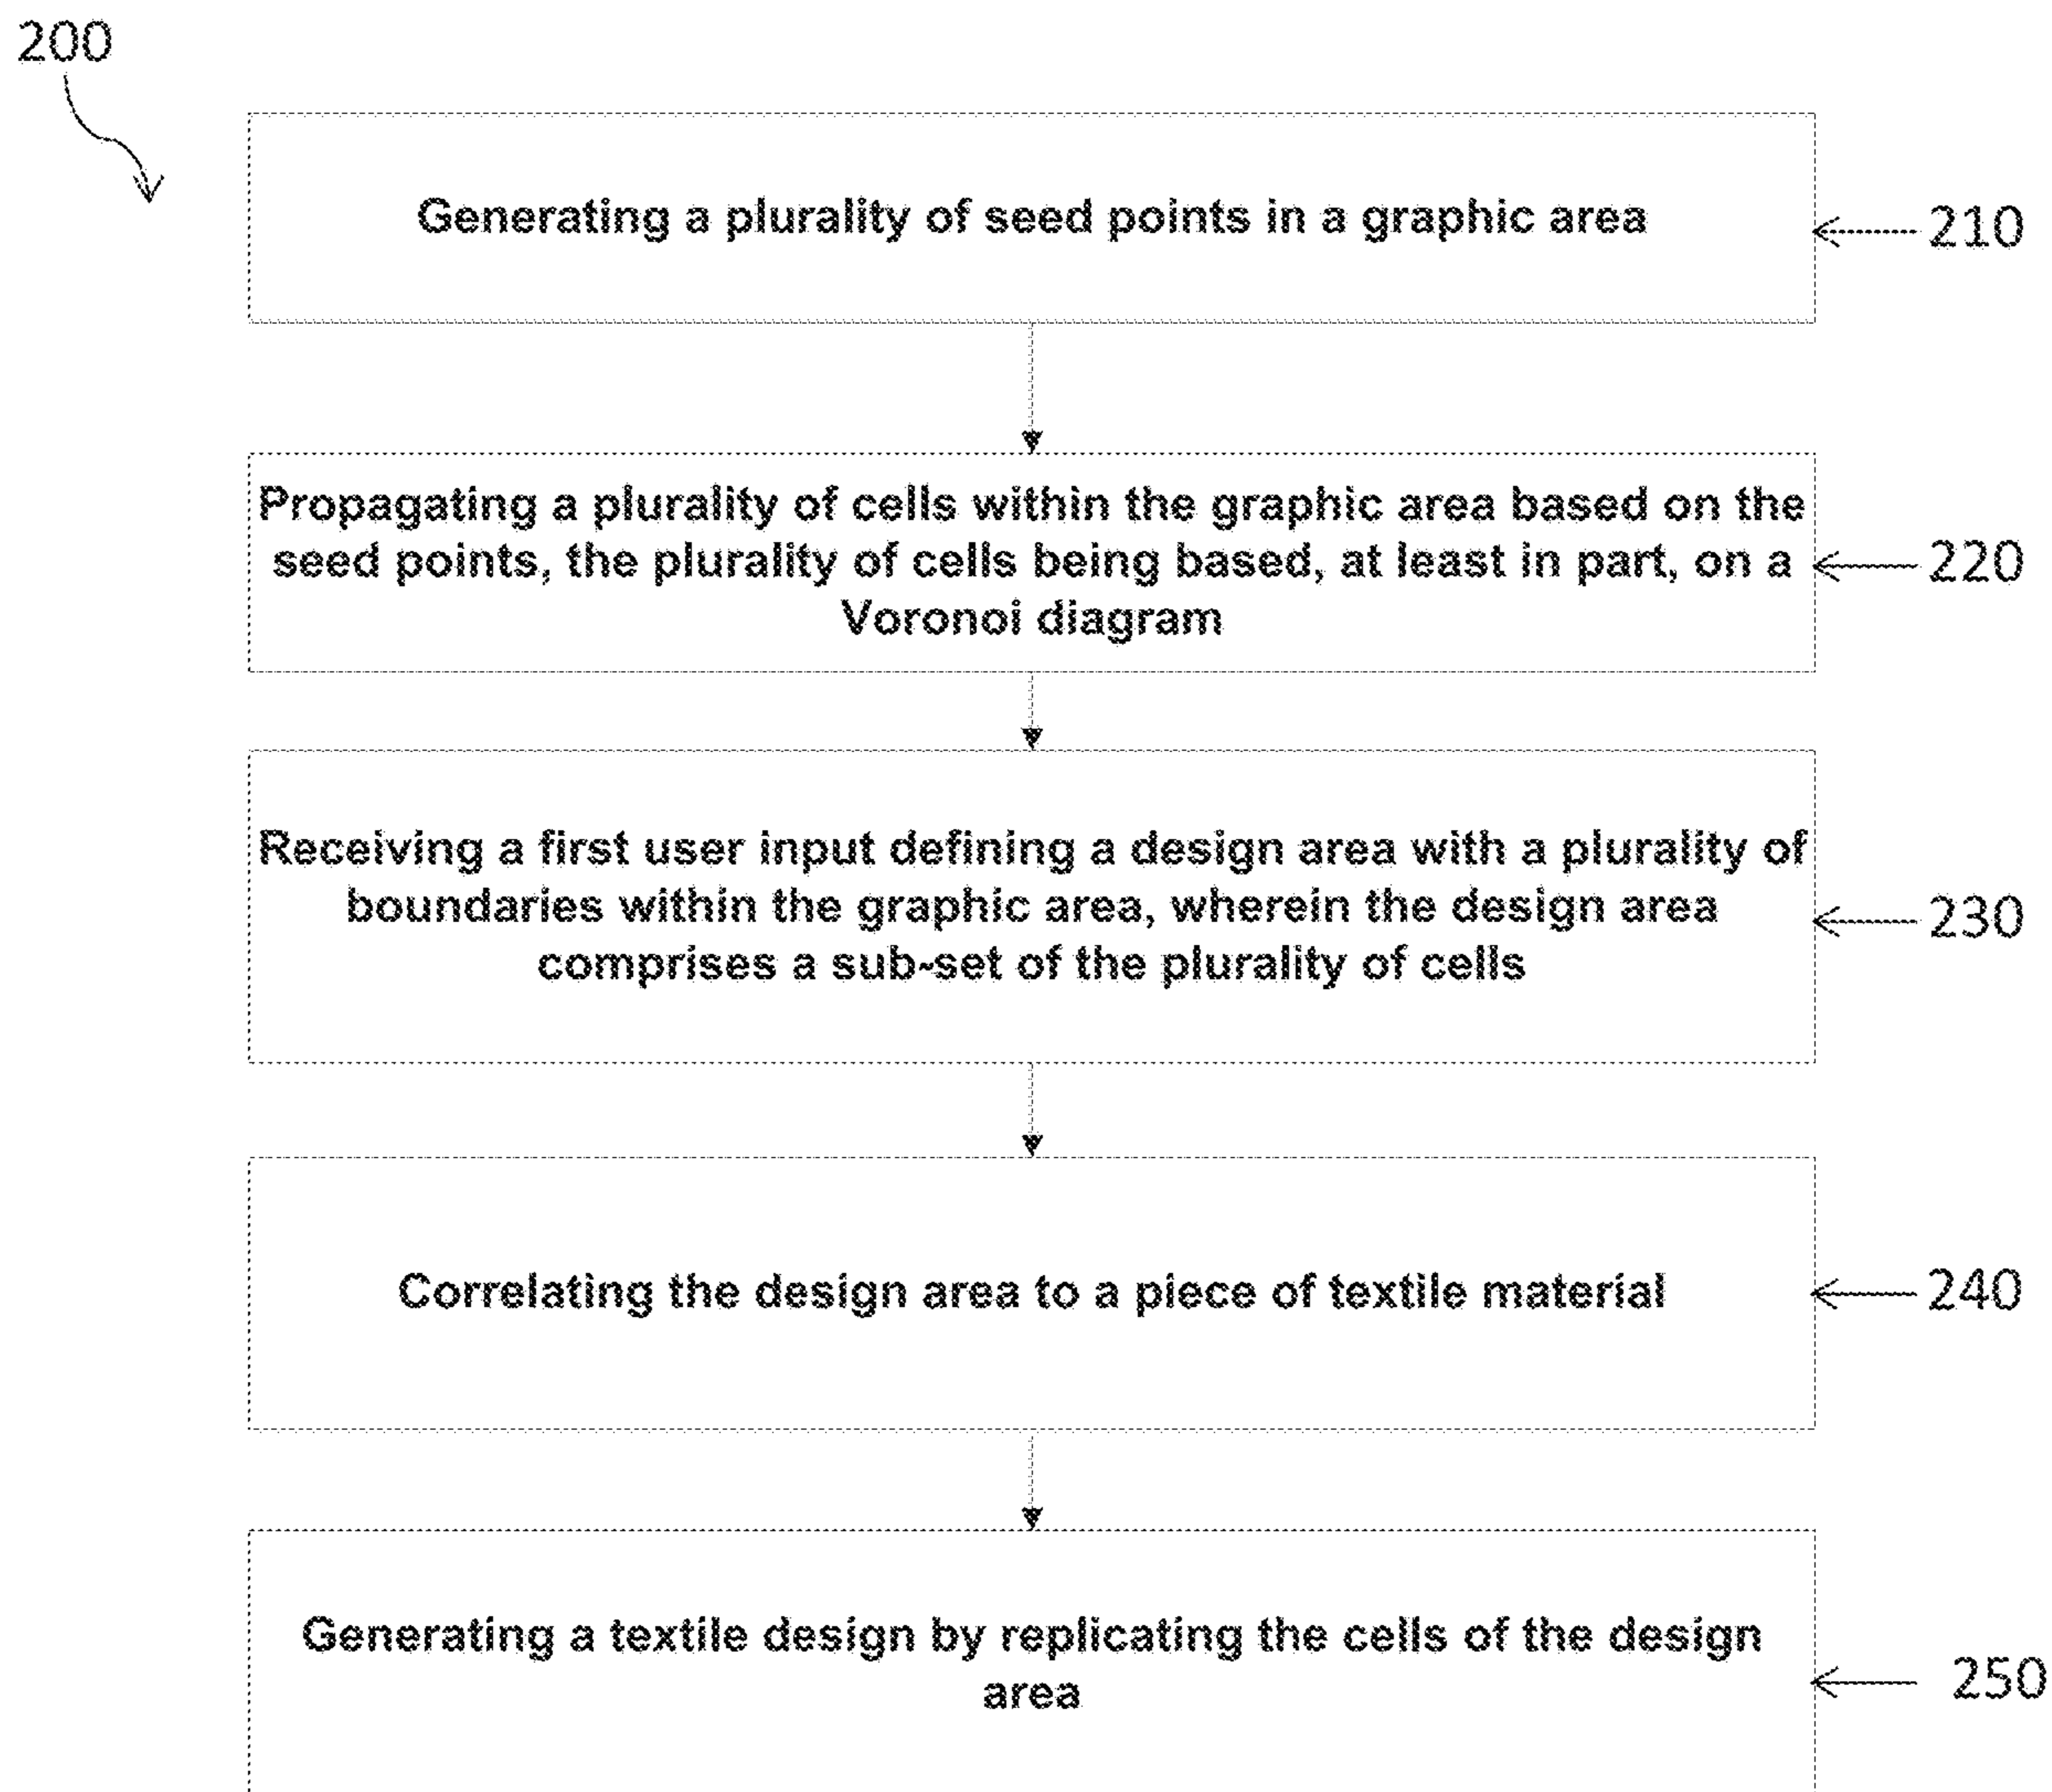 200
Generating a plurality of seed points in a graphic area
210
Propagating a plurality of cells within the graphic area based on the
seed points, the plurality of cells being based, at least in part, on a
Voronoi diagram
220
Receiving a first user input defining a design area with a plurality of
boundaries within the graphic area, wherein the design area
comprises a sub-set of the plurality of cells
230
Correlating the design area to a piece of textile material
240
Generating a textile design by replicating the cells of the design
area
250